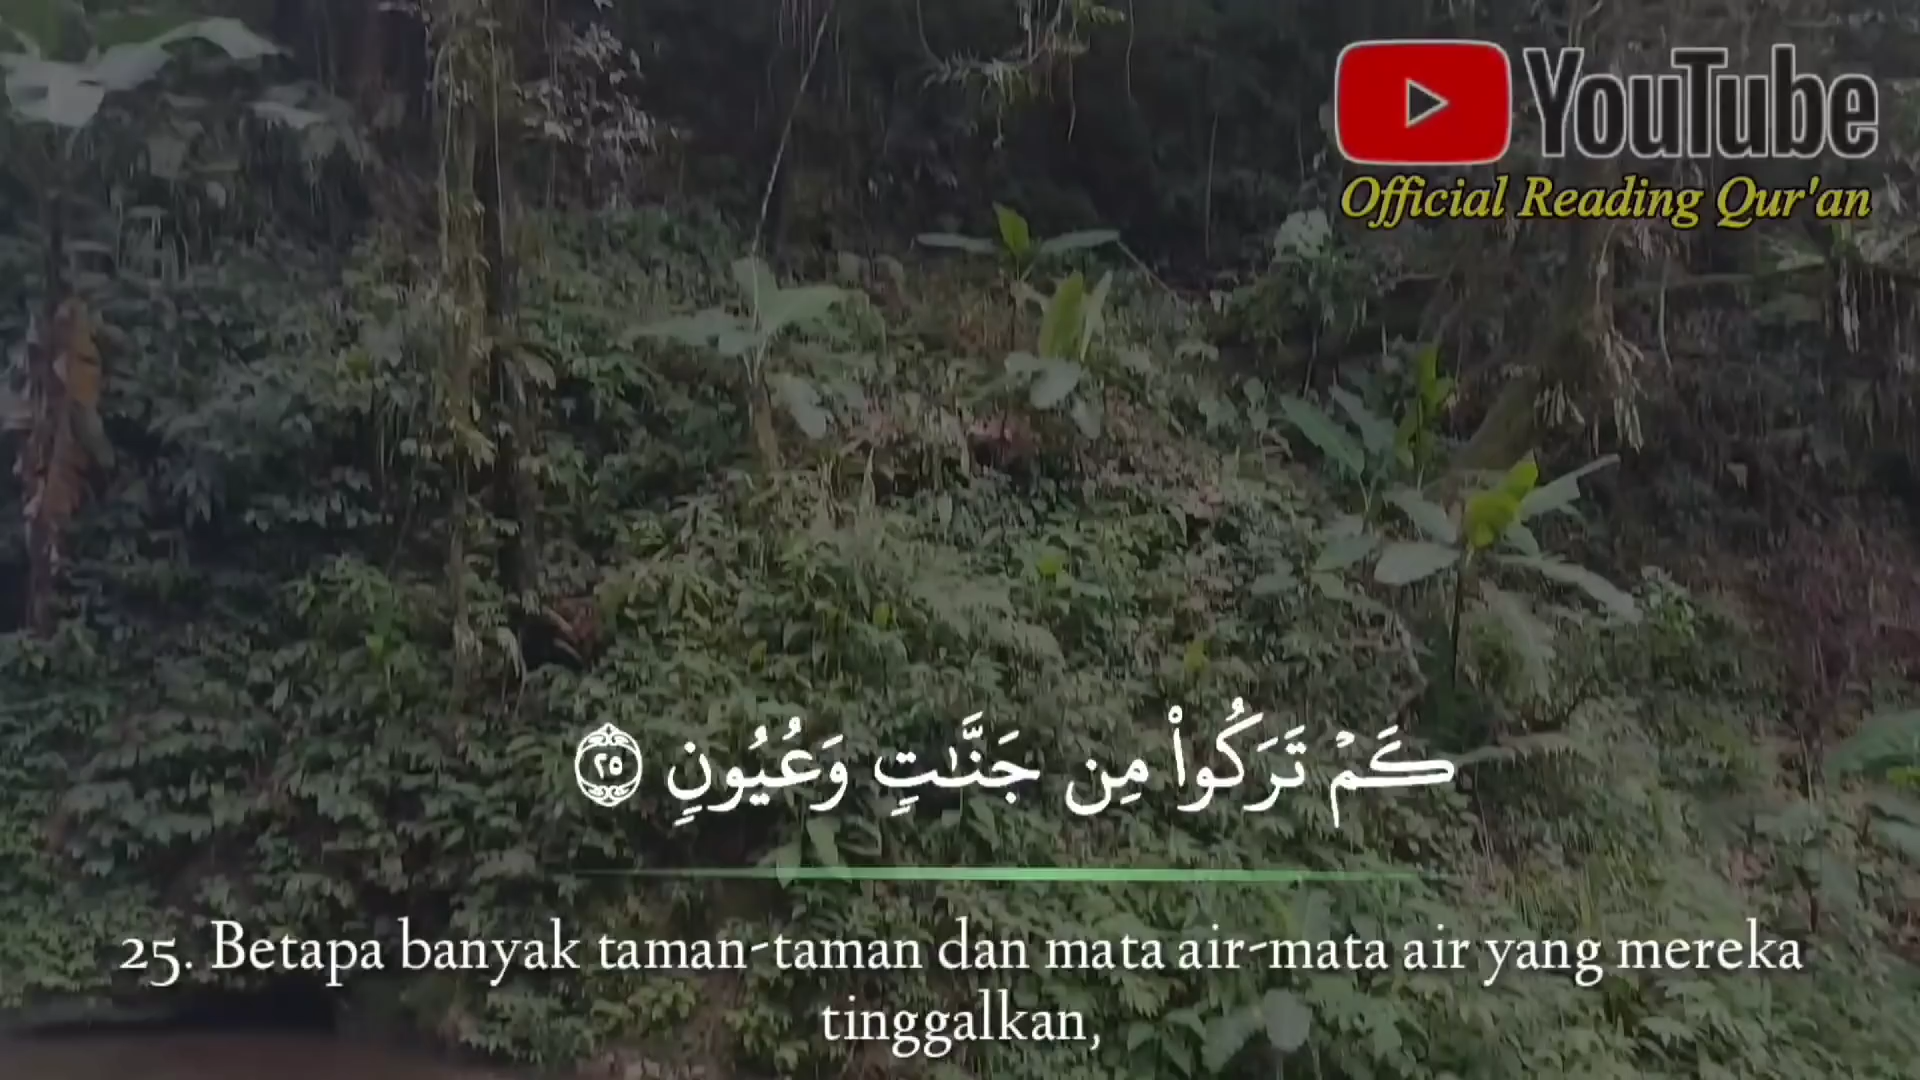 YouTube
Official Reading Qur'an
كَمْ تَرَكُوا۟ مِن جَنَّـٰتٍ وَعُيُونٍ ٢٥
25. Betapa banyak taman-taman dan mata air-mata air yang mereka
tinggalkan,